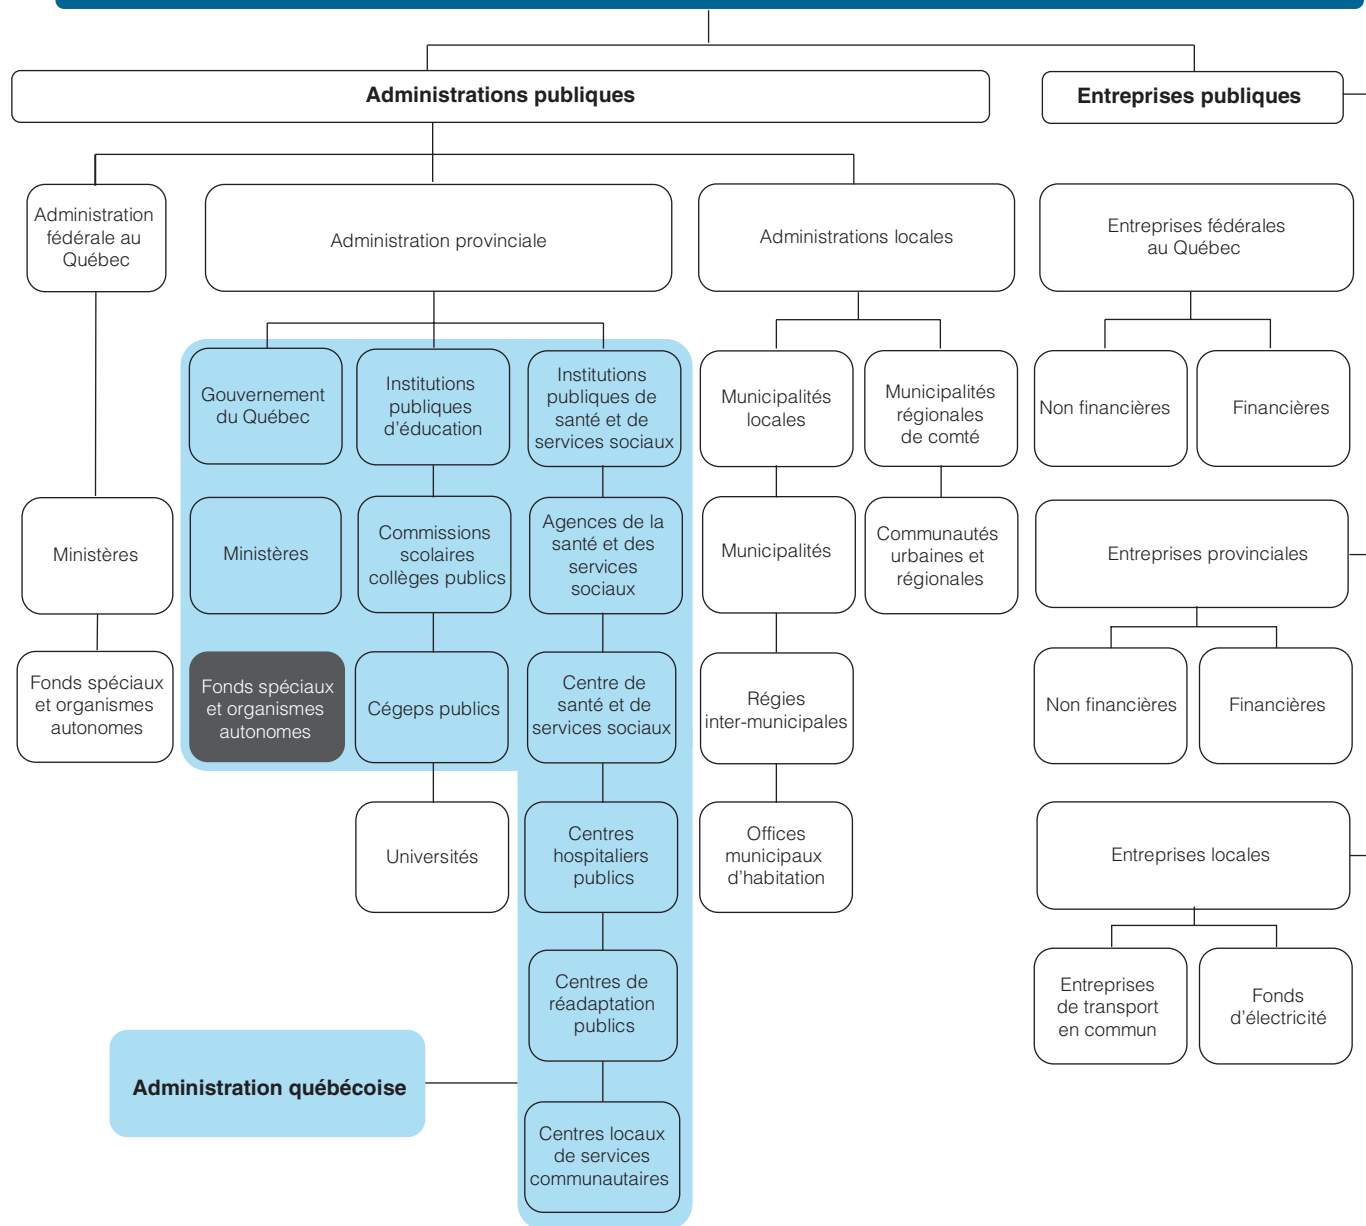 Administrations publiques
Entreprises publiques
Administration
fédérale au
Québec
Administration provinciale
Administrations locales
Entreprises fédérales
au Québec
Gouvernement
du Québec
Institutions
publiques
d'éducation
Institutions
publiques de
santé et de
services sociaux
Municipalités
locales
Municipalités
régionales
de comté
Non financières
Financières
Ministères
Ministères
Commissions
scolaires
collèges publics
Agences de la
santé et des
services
sociaux
Municipalités
Communautés
urbaines et
régionales
Entreprises provinciales
Fonds spéciaux
et organismes
autonomes
Fonds spéciaux
et organismes
autonomes
Cégeps publics
Centre de
santé et de
services sociaux
Régies
inter-municipales
Non financières
Financières
Universités
Centres
hospitaliers
publics
Offices
municipaux
d'habitation
Entreprises locales
Centres de
réadaptation
publics
Entreprises
de transport
en commun
Fonds
d'électricité
Administration québécoise
Centres locaux
de services
communautaires